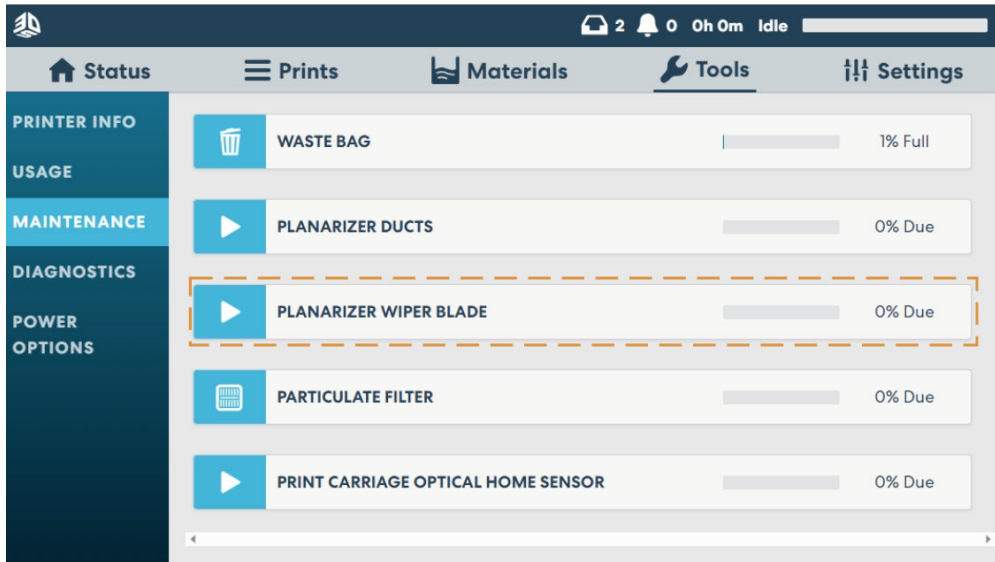 2 0 0h 0m Idle
Status Prints Materials Tools Settings
PRINTER INFO
USAGE
MAINTENANCE
DIAGNOSTICS
POWER
OPTIONS
WASTE BAG 1% Full
PLANARIZER DUCTS 0% Due
PLANARIZER WIPER BLADE 0% Due
PARTICULATE FILTER 0% Due
PRINT CARRIAGE OPTICAL HOME SENSOR 0% Due